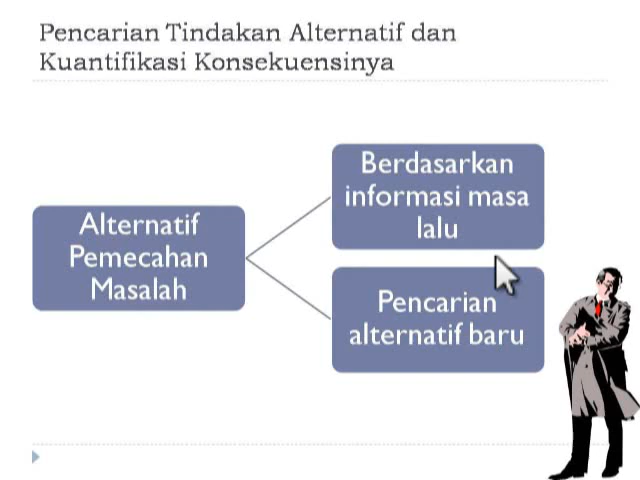 Pencarian Tindakan Alternatif dan
Kuantifikasi Konsekuensinya
Alternatif
Pemecahan
Masalah
Berdasarkan
informasi masa
lalu
Pencarian
alternatif baru